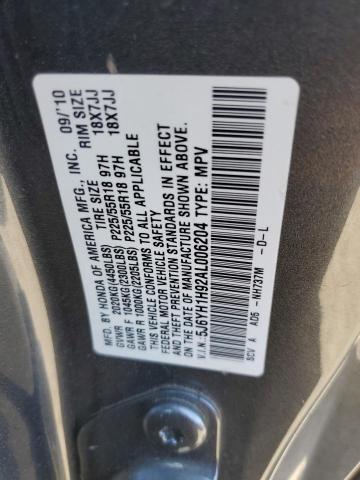 MFD. BY HONDA OF AMERICA MFG., INC. 09/'10
TIRE SIZE RIM SIZE
GVWR 2020KG(4450LBS)
GAWR F 1045KG(2300LBS) P225/55R18 97H 18X7JJ
GAWR R 1000KG(2205LBS) P225/55R18 97H 18X7JJ
THIS VEHICLE CONFORMS TO ALL APPLICABLE
FEDERAL MOTOR VEHICLE SAFETY AND
THEFT PREVENTION STANDARDS IN EFFECT
ON THE DATE OF MANUFACTURE SHOWN ABOVE.
V.I.N.: 5J6YH1H92AL006204 TYPE: MPV
SCV A AD5 -NH737M -D-L